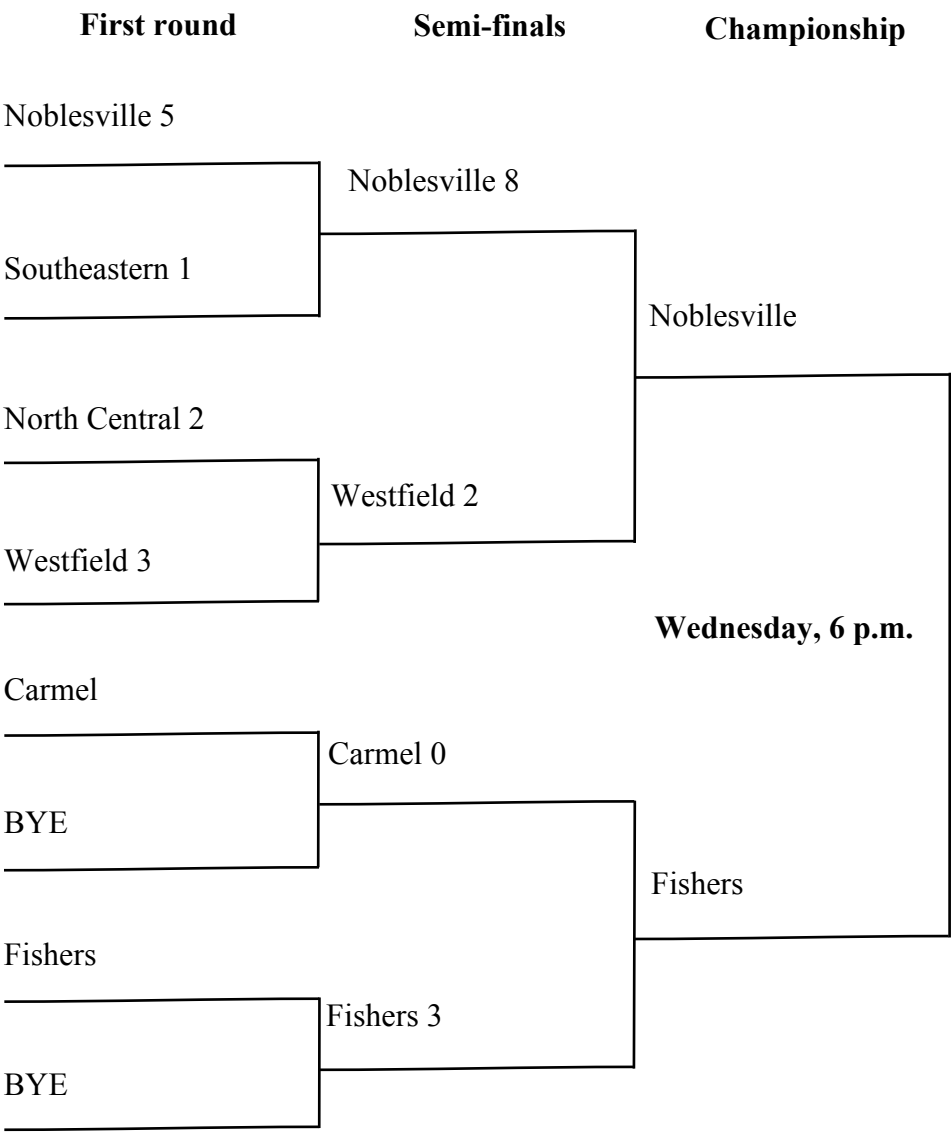 First round
Semi-finals
Championship
Noblesville 5
Southeastern 1
North Central 2
Westfield 3
Carmel
BYE
Fishers
BYE
Noblesville 8
Westfield 2
Carmel 0
Fishers 3
Noblesville
Wednesday, 6 p.m.
Fishers